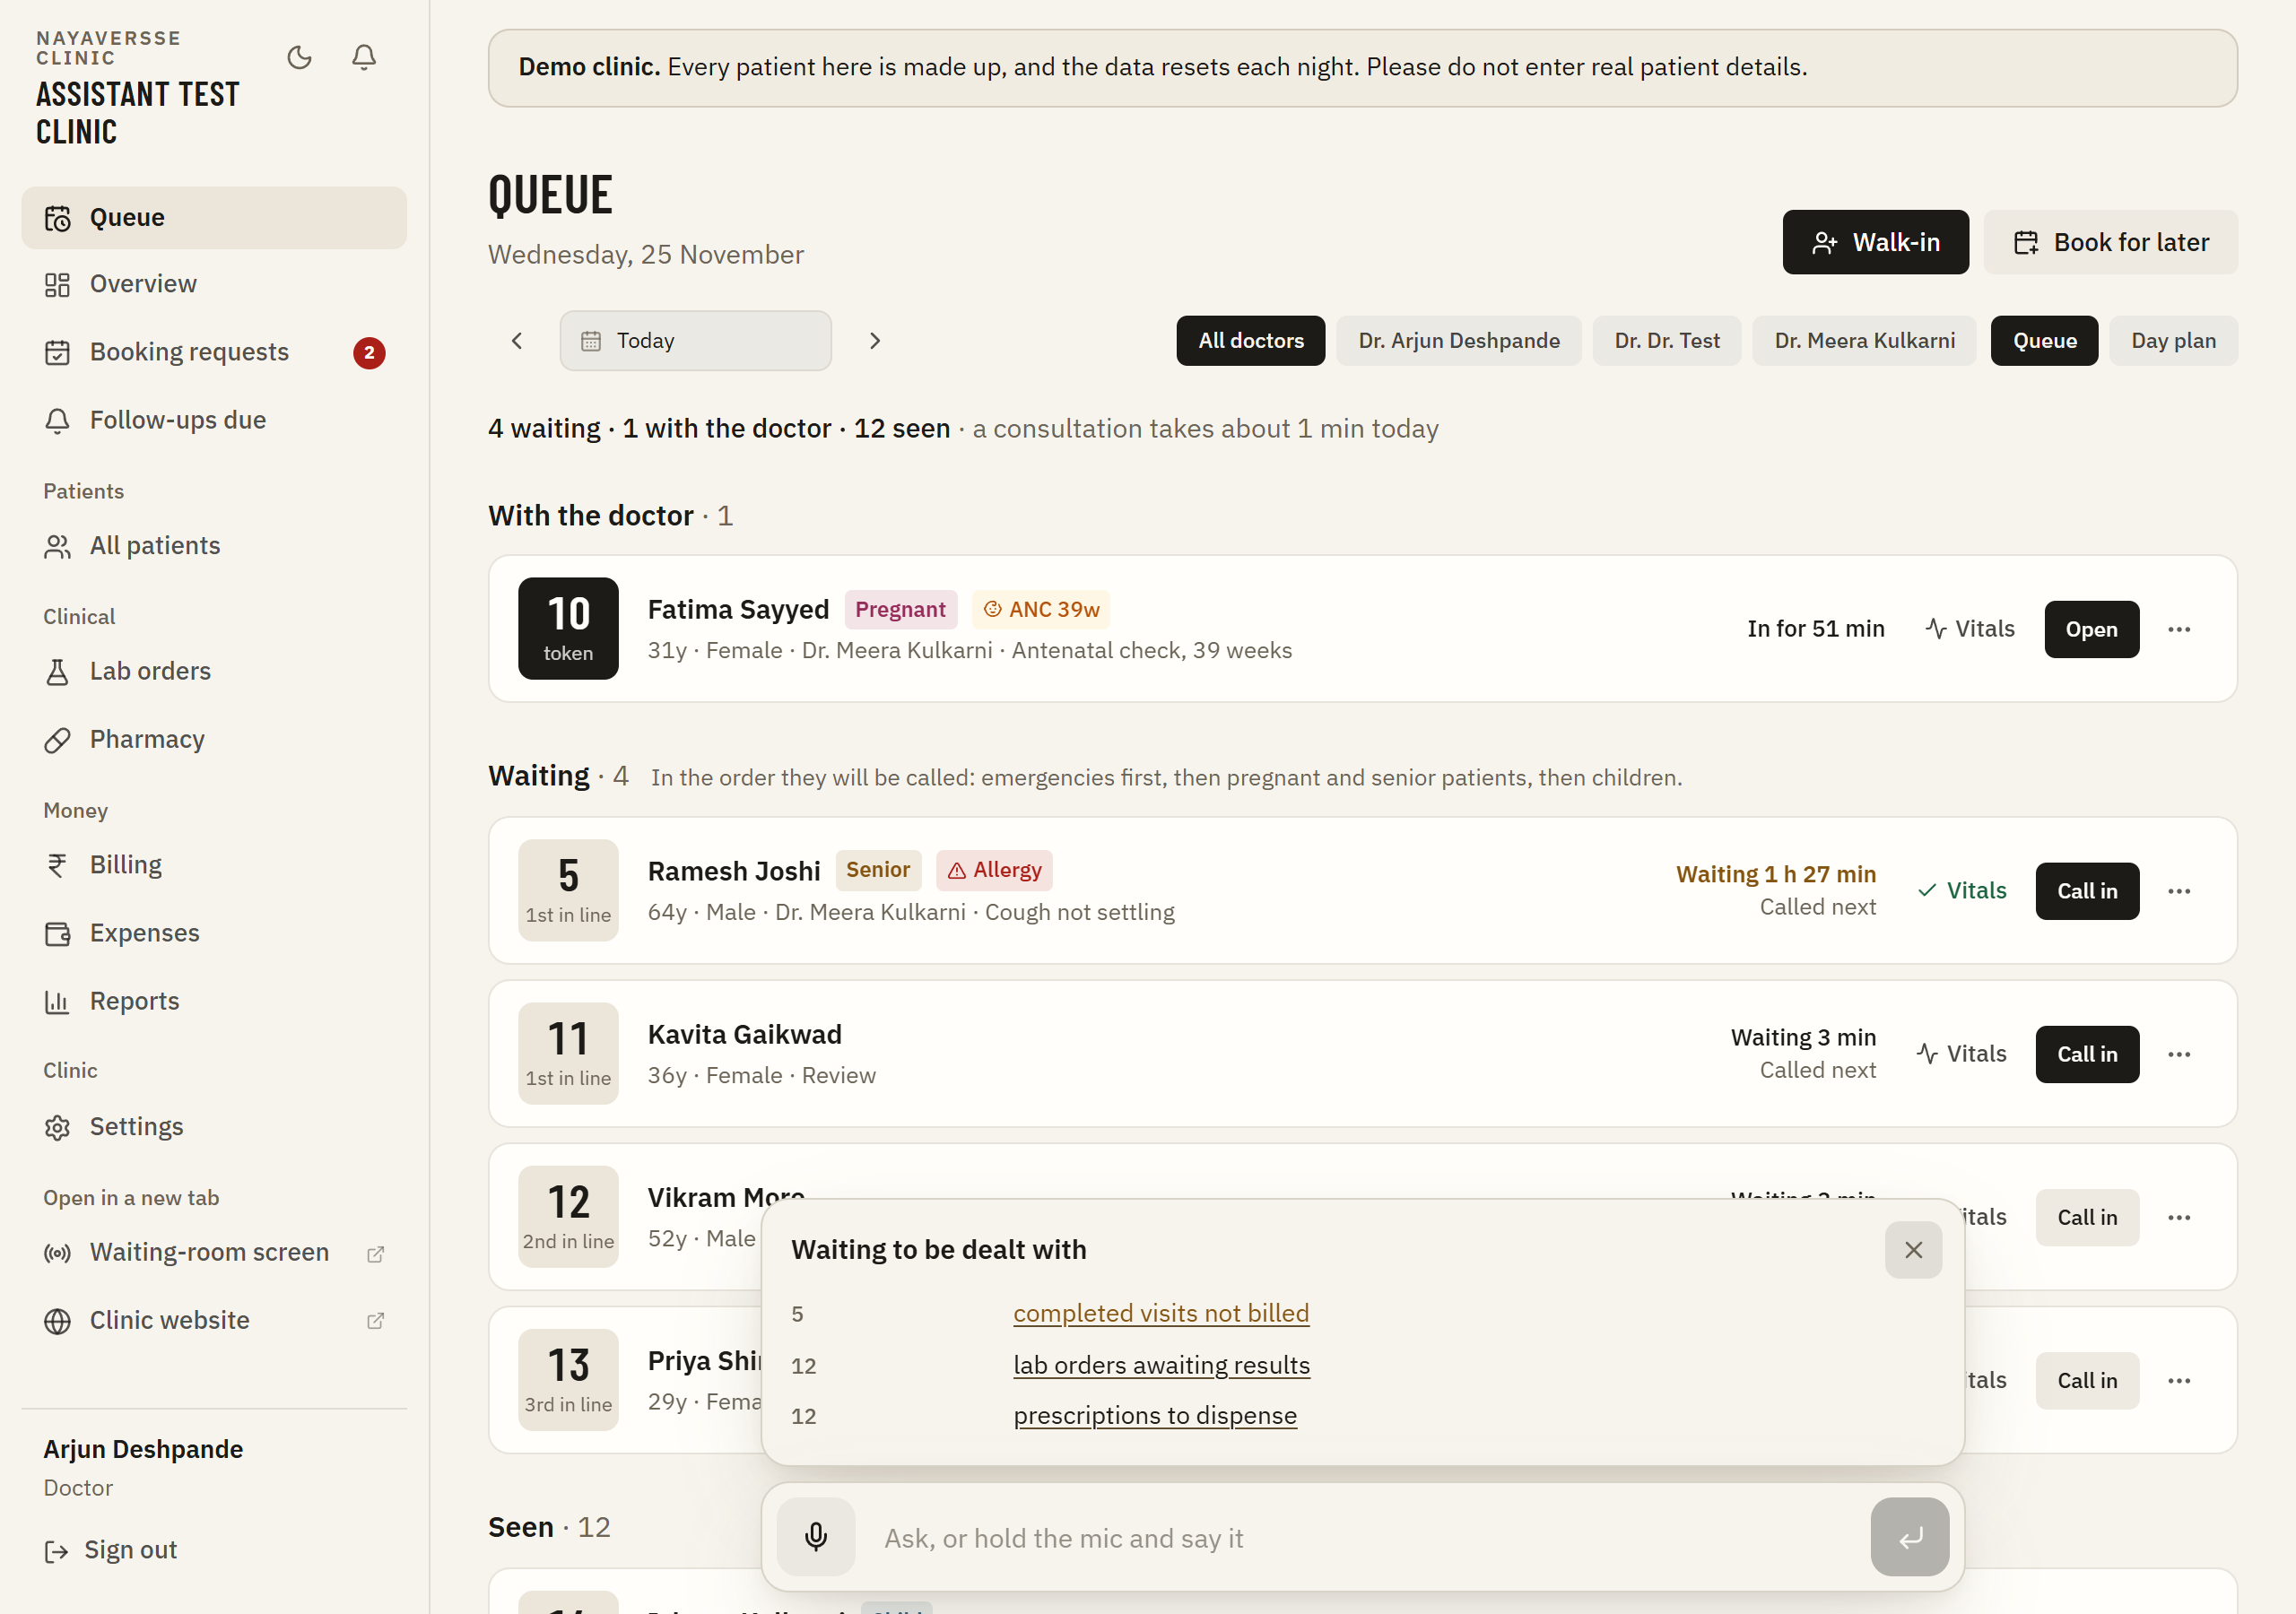 NAYAVERSSE
CLINIC
ASSISTANT TEST
CLINIC
Queue
Overview
Booking requests 2
Follow-ups due
Patients
All patients
Clinical
Lab orders
Pharmacy
Money
Billing
Expenses
Reports
Clinic
Settings
Open in a new tab
Waiting-room screen
Clinic website
Arjun Deshpande
Doctor
Sign out
Demo clinic. Every patient here is made up, and the data resets each night. Please do not enter real patient details.
QUEUE
Wednesday, 25 November
Walk-in
Book for later
Today
All doctors
Dr. Arjun Deshpande
Dr. Dr. Test
Dr. Meera Kulkarni
Queue
Day plan
4 waiting · 1 with the doctor · 12 seen · a consultation takes about 1 min today
With the doctor · 1
10
token
Fatima Sayyed Pregnant ANC 39w
31y · Female · Dr. Meera Kulkarni · Antenatal check, 39 weeks
In for 51 min
Vitals
Open
Waiting · 4 In the order they will be called: emergencies first, then pregnant and senior patients, then children.
5
1st in line
Ramesh Joshi Senior Allergy
64y · Male · Dr. Meera Kulkarni · Cough not settling
Waiting 1 h 27 min
Called next
Vitals
Call in
11
1st in line
Kavita Gaikwad
36y · Female · Review
Waiting 3 min
Called next
Vitals
Call in
12
2nd in line
Vikram More
52y · Male
Call in
13
3rd in line
Priya
29y
Call in
Waiting to be dealt with
5 completed visits not billed
12 lab orders awaiting results
12 prescriptions to dispense
Seen · 12
Ask, or hold the mic and say it